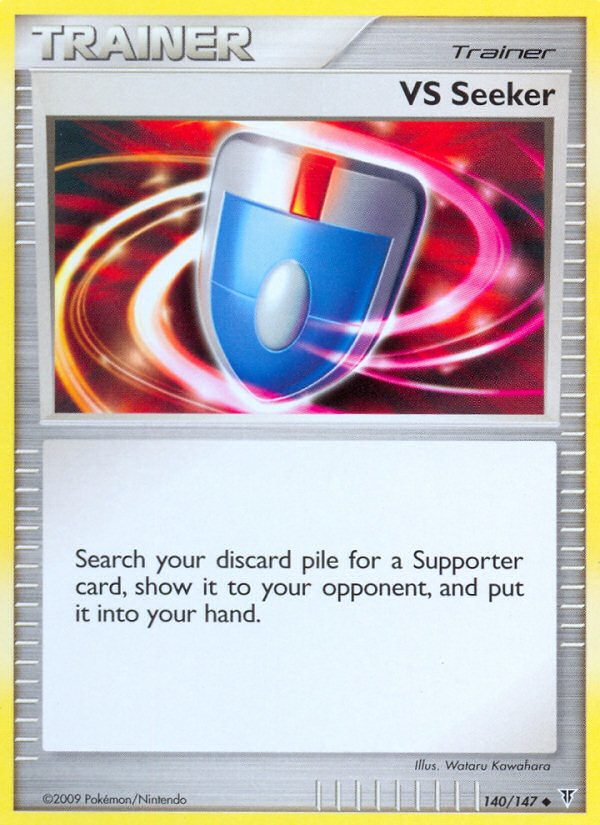 TRAINER
Trainer
VS Seeker
Search your discard pile for a Supporter
card, show it to your opponent, and put
it into your hand.
Illus. Wataru Kawahara
©2009 Pokémon/Nintendo
140/147